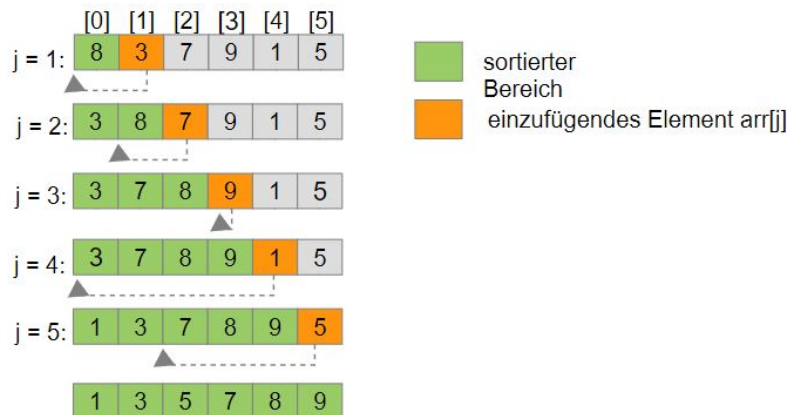 [0] [1] [2] [3] [4] [5]
j = 1: 8 3 7 9 1 5
j = 2: 3 8 7 9 1 5
j = 3: 3 7 8 9 1 5
j = 4: 3 7 8 9 1 5
j = 5: 1 3 7 8 9 5
1 3 5 7 8 9
sortierter
Bereich
einzufügendes Element arr[j]